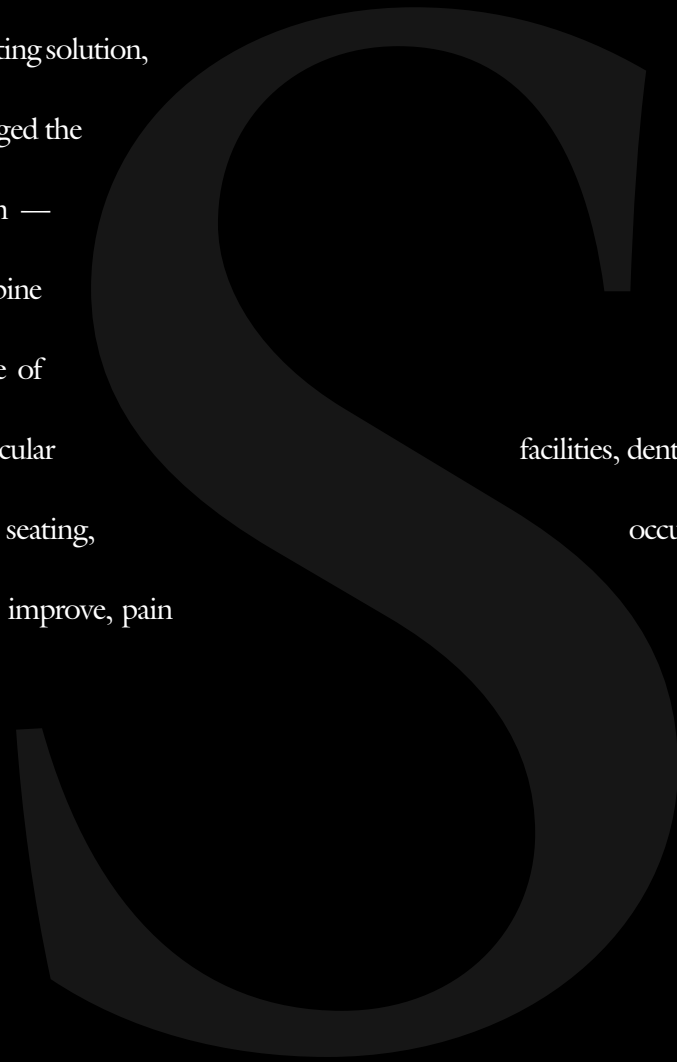 ting solution,
ged the
n —
pine
e of
cular
facilities, dent
seating,
occu
improve, pain
S